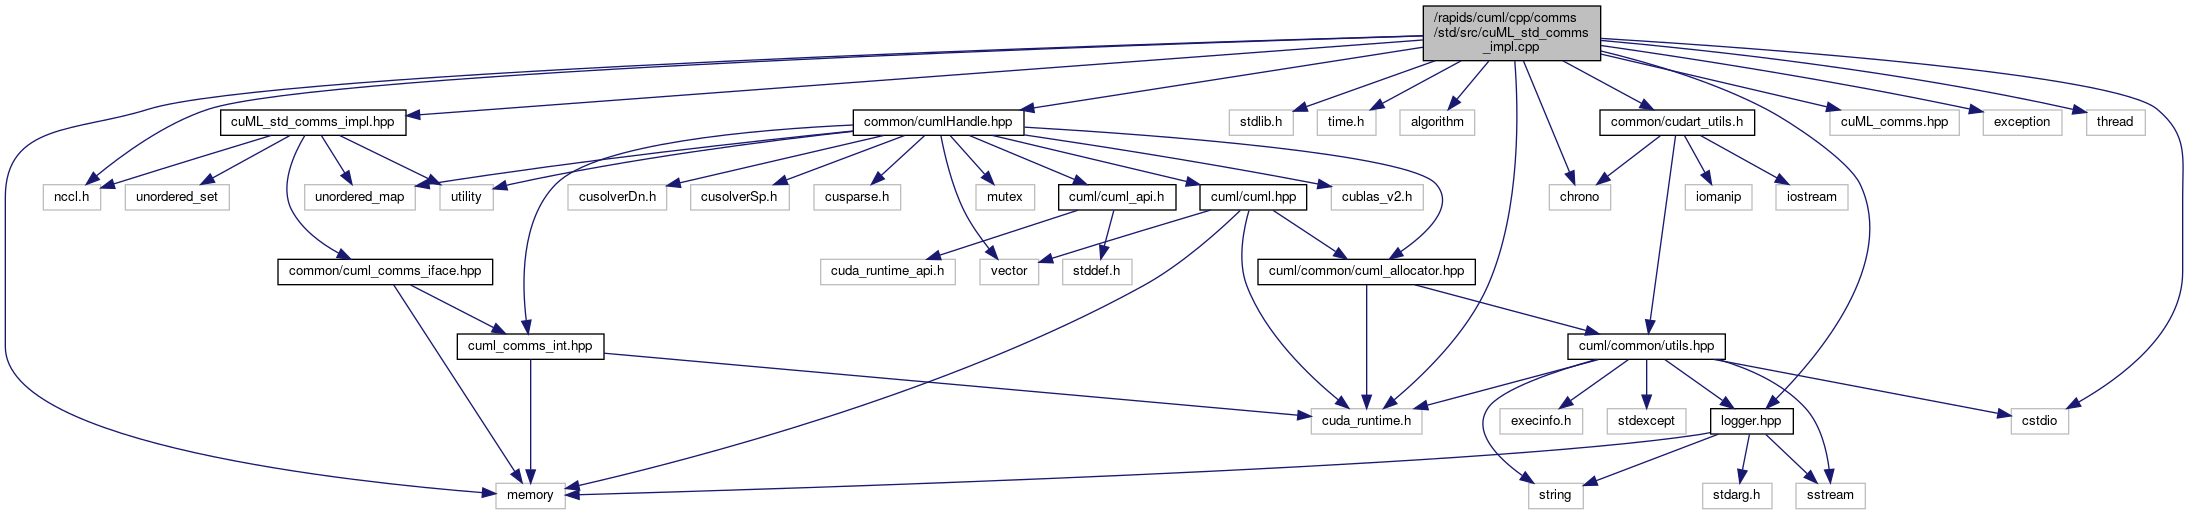 /rapids/cuml/cpp/comms
/std/src/cuML_std_comms
_impl.cpp
cuML_std_comms_impl.hpp
common/cumlHandle.hpp
stdlib.h
time.h
algorithm
common/cudart_utils.h
cuML_comms.hpp
exception
thread
nccl.h
unordered_set
unordered_map
utility
cusolverDn.h
cusolverSp.h
cusparse.h
mutex
cuml/cuml_api.h
cuml/cuml.hpp
cublas_v2.h
chrono
iomanip
iostream
common/cuml_comms_iface.hpp
cuda_runtime_api.h
vector
stddef.h
cuml/common/cuml_allocator.hpp
cuml_comms_int.hpp
cuml/common/utils.hpp
cuda_runtime.h
execinfo.h
stdexcept
logger.hpp
cstdio
memory
string
stdarg.h
sstream